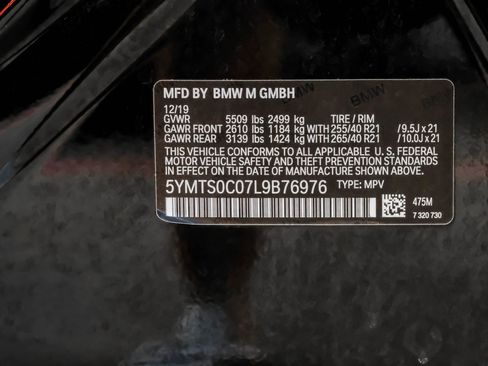 MFD BY BMW M GMBH
12/19
GVWR 5509 lbs 2499 kg TIRE / RIM
GAWR FRONT 2610 lbs 1184 kg WITH 255/40 R21 /9.5J x 21
GAWR REAR 3139 lbs 1424 kg WITH 265/40 R21 /10.0J x 21
THIS VEHICLE CONFORMS TO ALL APPLICABLE U. S. FEDERAL
MOTOR VEHICLE SAFETY AND THEFT PREVENTION STANDARDS
IN EFFECT ON THE DATE OF MANUFACTURE SHOWN ABOVE.
5YMTS0C07L9B76976 TYPE: MPV
475M
7 320 730
BMW
BMW